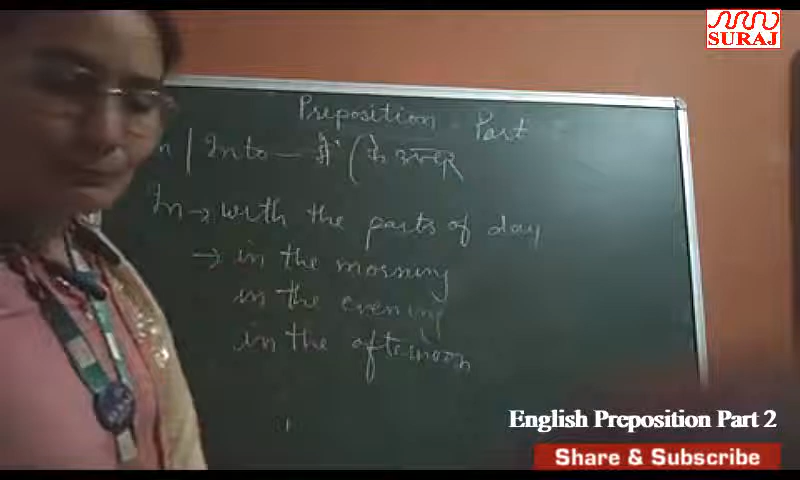 SURAJ
Preposition Part
n | Into — में (के अन्दर
In → with the parts of day
→ in the morning
in the evening
in the afternoon
English Preposition Part 2
Share & Subscribe